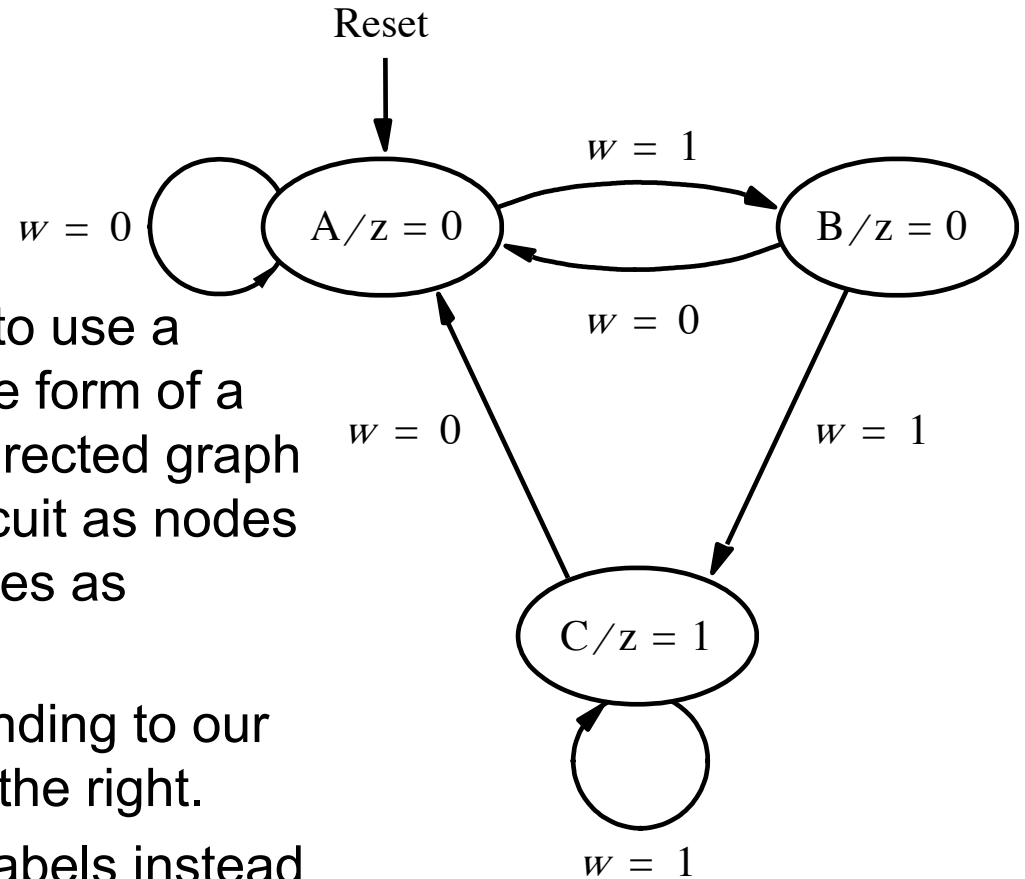 Reset
w = 1
w = 0
A/z = 0
B/z = 0
w = 0
to use a
e form of a
rected graph
cuit as nodes
es as
w = 0
w = 1
C/z = 1
nding to our
the right.
abels instead
w = 1